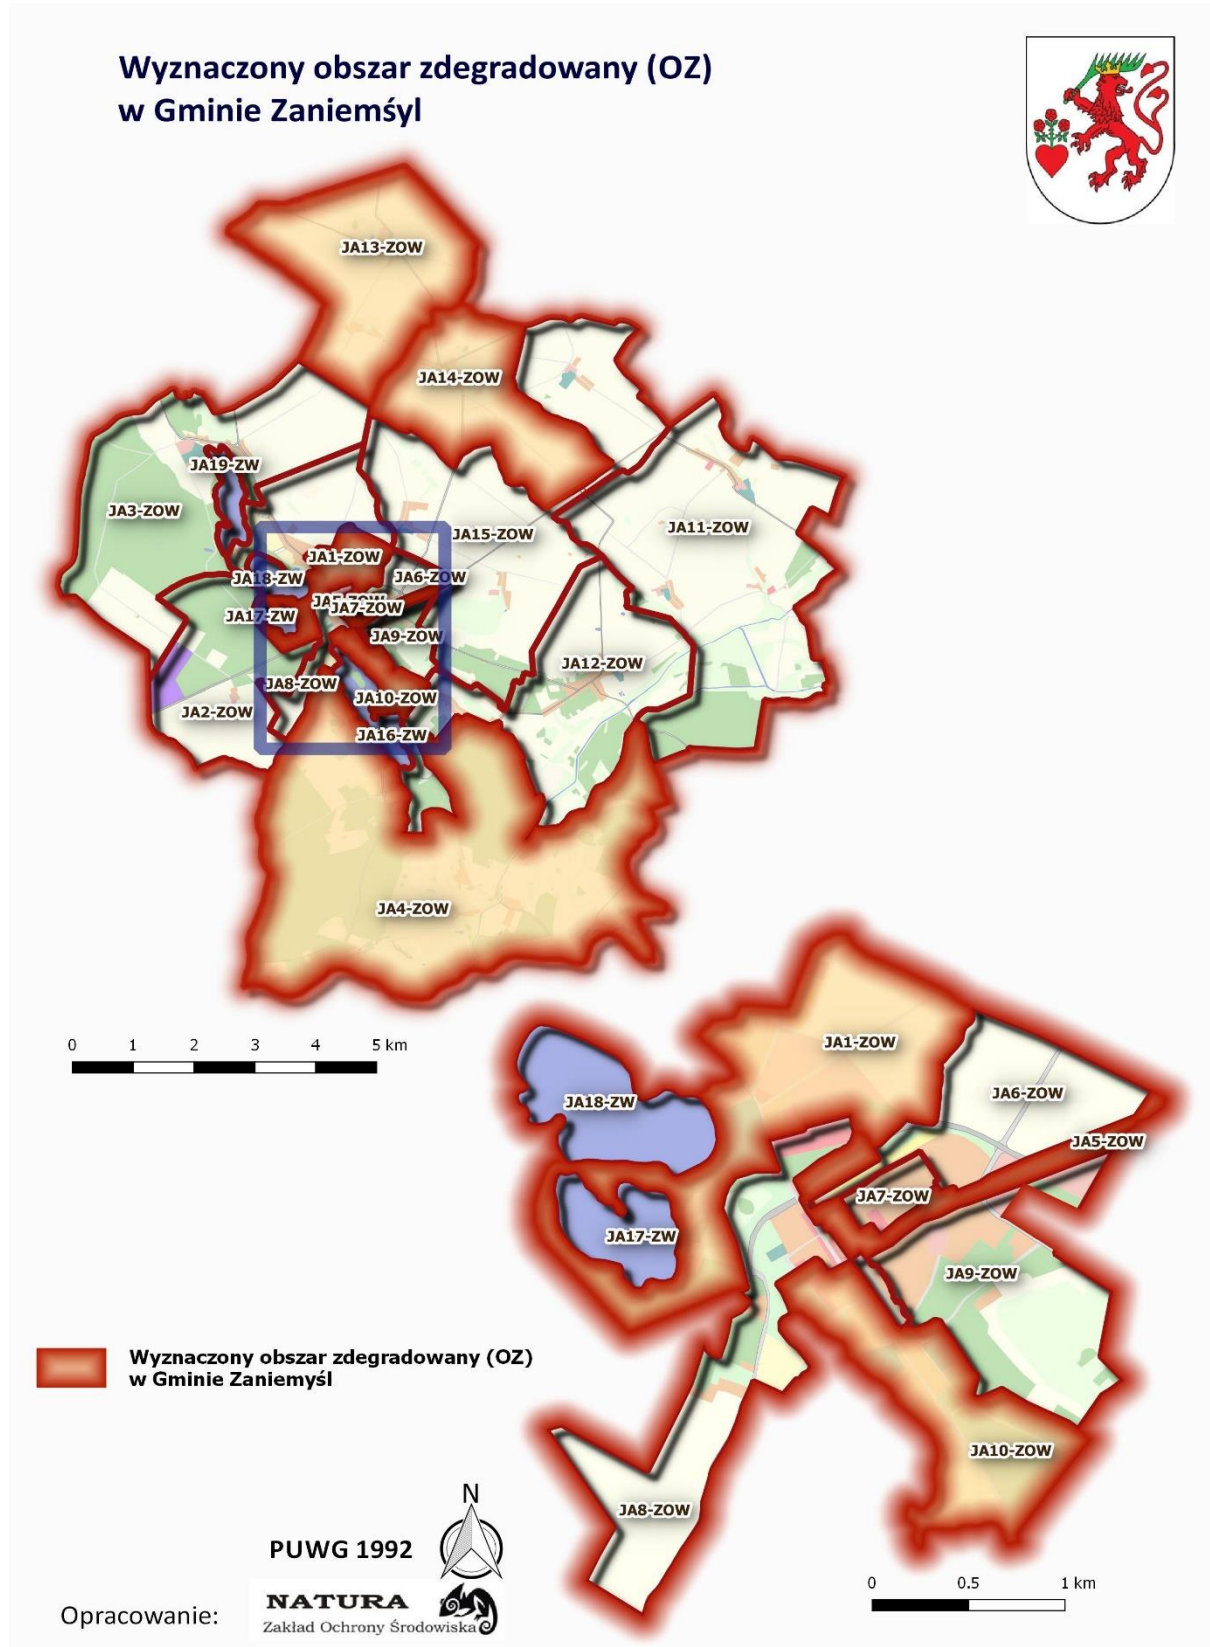 Wyznaczony obszar zdegradowany (OZ)
w Gminie Zaniemśyl
JA13-ZOW
JA14-ZOW
JA19-ZW
JA3-ZOW
JA11-ZOW
JA15-ZOW
JA1-ZOW
JA6-ZOW
JA18-ZW
JA7-ZOW
JA17-ZW
JA9-ZOW
JA12-ZOW
JA8-ZOW
JA10-ZOW
JA2-ZOW
JA16-ZW
JA4-ZOW
0 1 2 3 4 5 km
JA1-ZOW
JA6-ZOW
JA18-ZW
JA5-ZOW
JA7-ZOW
JA17-ZW
JA9-ZOW
JA10-ZOW
JA8-ZOW
Wyznaczony obszar zdegradowany (OZ)
w Gminie Zaniemyśl
N
PUWG 1992
0 0.5 1 km
Opracowanie:
NATURA
Zakład Ochrony Środowiska